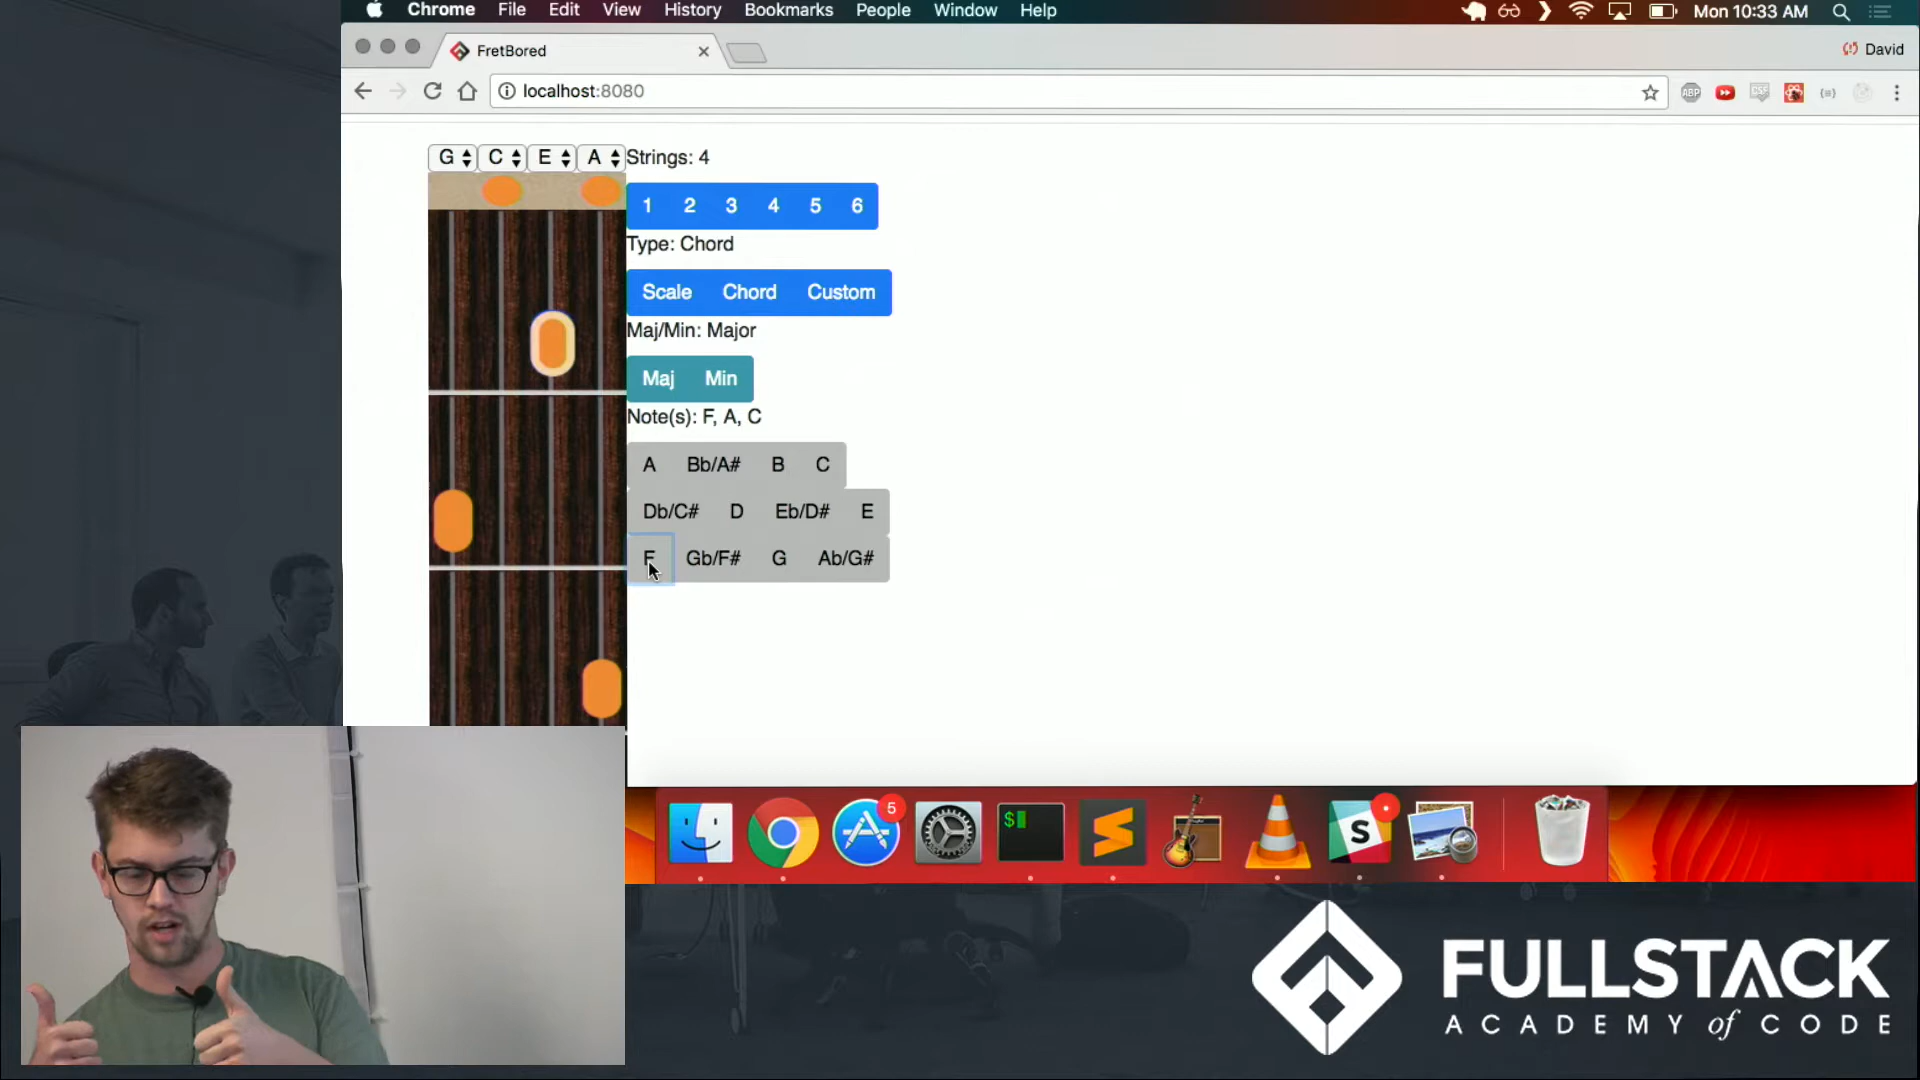 Chrome File Edit View History Bookmarks People Window Help Mon 10:33 AM
FretBored
David
localhost:8080
ABP
CSF
G C E A Strings: 4
1 2 3 4 5 6
Type: Chord
Scale Chord Custom
Maj/Min: Major
Maj Min
Note(s): F, A, C
A Bb/A# B C
Db/C# D Eb/D# E
F Gb/F# G Ab/G#
5
$
S
FULLSTACK
ACADEMY of CODE